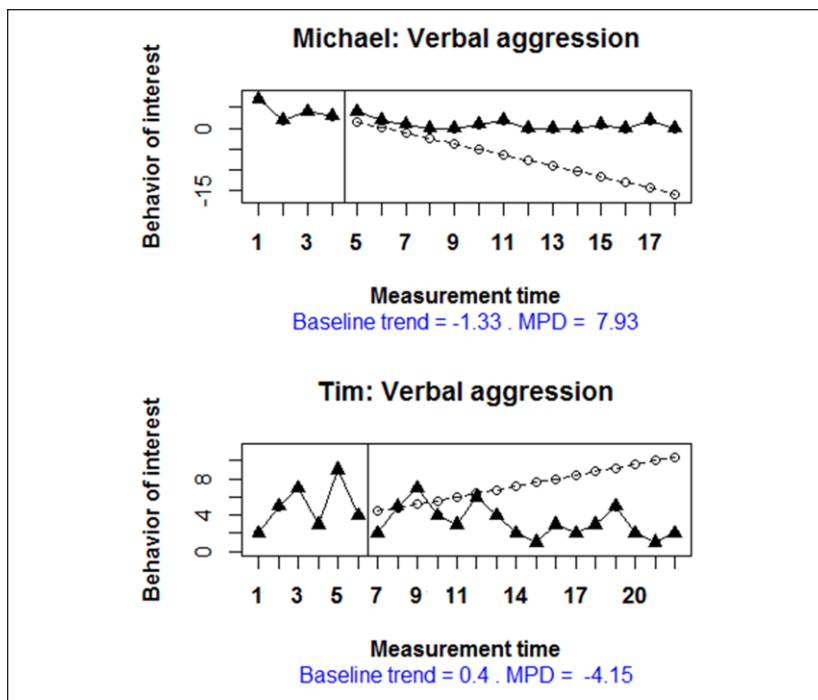 Michael: Verbal aggression
Behavior of interest
0
-15
1 3 5 7 9 11 13 15 17
Measurement time
Baseline trend = -1.33 . MPD = 7.93
Tim: Verbal aggression
Behavior of interest
8
4
0
1 3 5 7 9 11 14 17 20
Measurement time
Baseline trend = 0.4 . MPD = -4.15